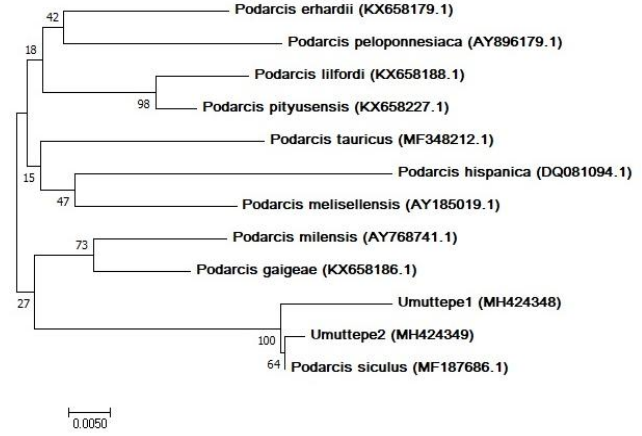 42
Podarcis erhardii (KX658179.1)
Podarcis peloponnesiaca (AY896179.1)
18
Podarcis lilfordi (KX658188.1)
98
Podarcis pityusensis (KX658227.1)
Podarcis tauricus (MF348212.1)
15
Podarcis hispanica (DQ081094.1)
47
Podarcis melisellensis (AY185019.1)
73
Podarcis milensis (AY768741.1)
Podarcis gaigeae (KX658186.1)
27
Umuttepe1 (MH424348)
100
Umuttepe2 (MH424349)
64
Podarcis siculus (MF187686.1)
0.0050